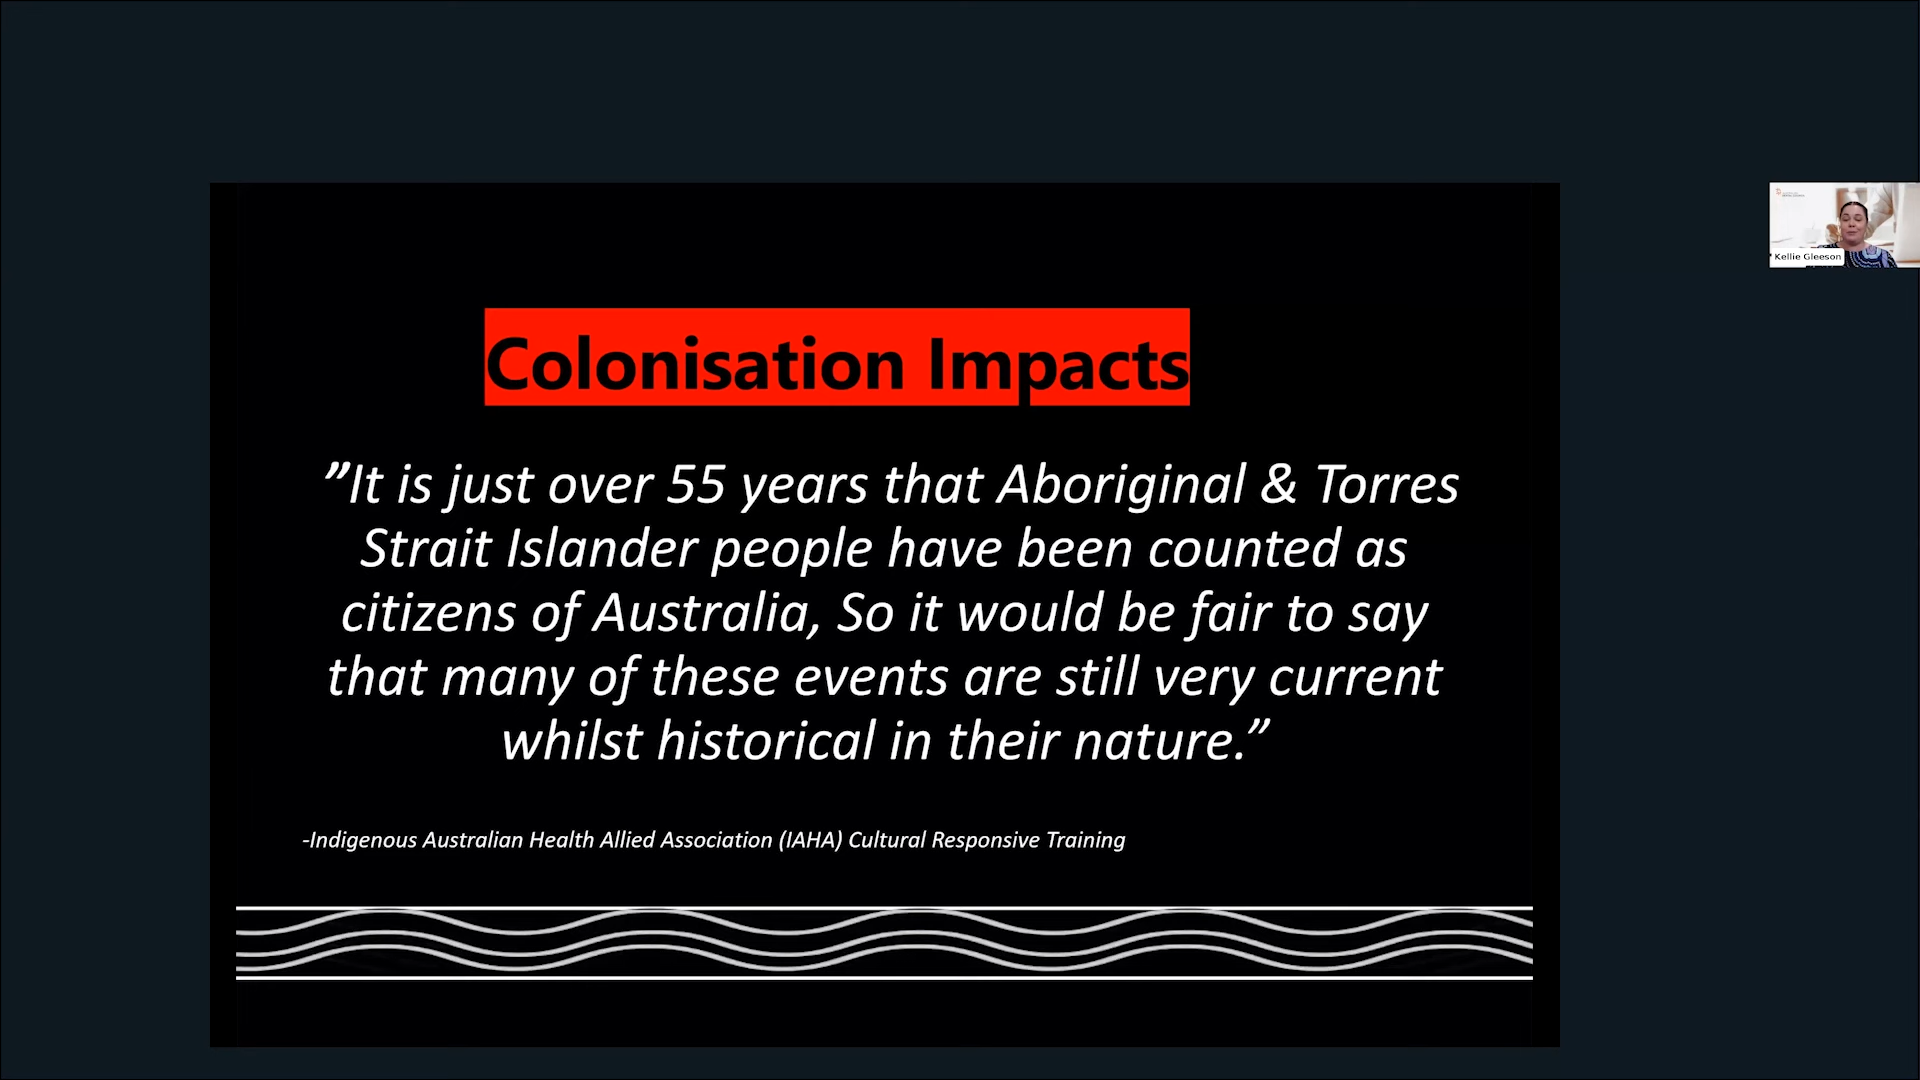 Colonisation Impacts
”It is just over 55 years that Aboriginal & Torres
Strait Islander people have been counted as
citizens of Australia, So it would be fair to say
that many of these events are still very current
whilst historical in their nature.”
-Indigenous Australian Health Allied Association (IAHA) Cultural Responsive Training
Kellie Gleeson